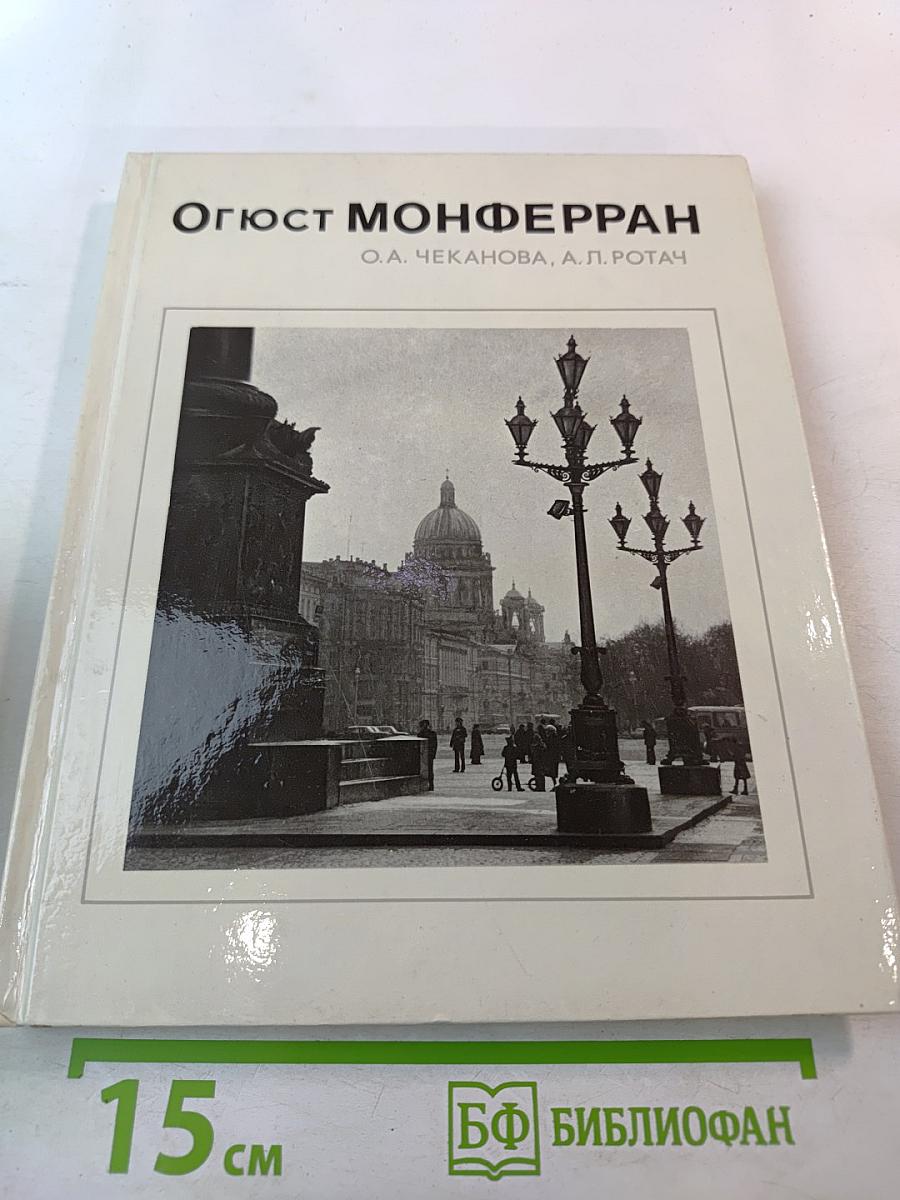 Огюст МОНФЕРРАН
О.А. ЧЕКАНОВА, А.Л. РОТАЧ
15 см
БФ БИБЛИОФАН